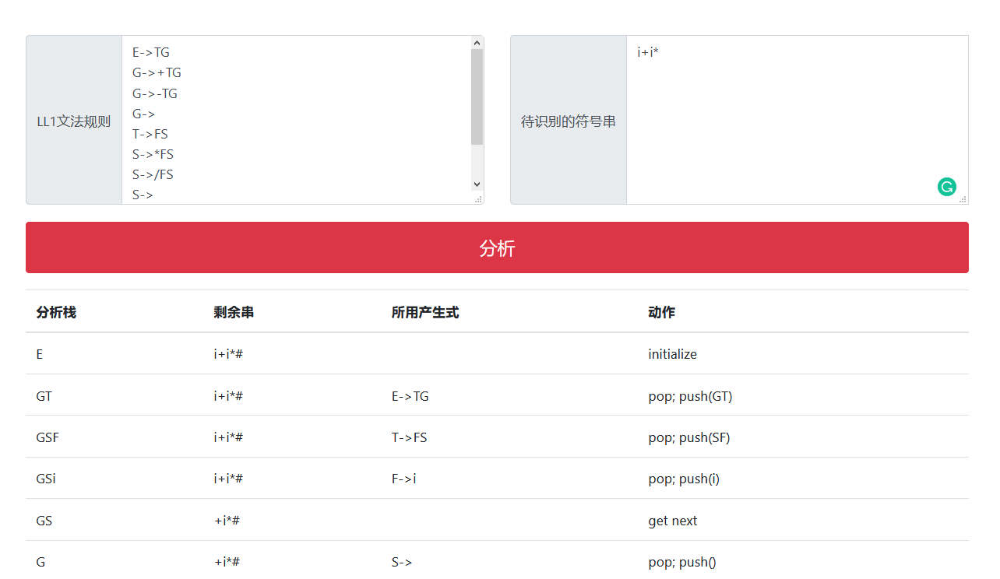 LL1文法规则
E->TG
G->+TG
G->-TG
G->
T->FS
S->*FS
S->/FS
S->
待识别的符号串
i+i*
分析
分析栈 剩余串 所用产生式 动作
E i+i*# initialize
GT i+i*# E->TG pop; push(GT)
GSF i+i*# T->FS pop; push(SF)
GSi i+i*# F->i pop; push(i)
GS +i*# get next
G +i*# S-> pop; push()